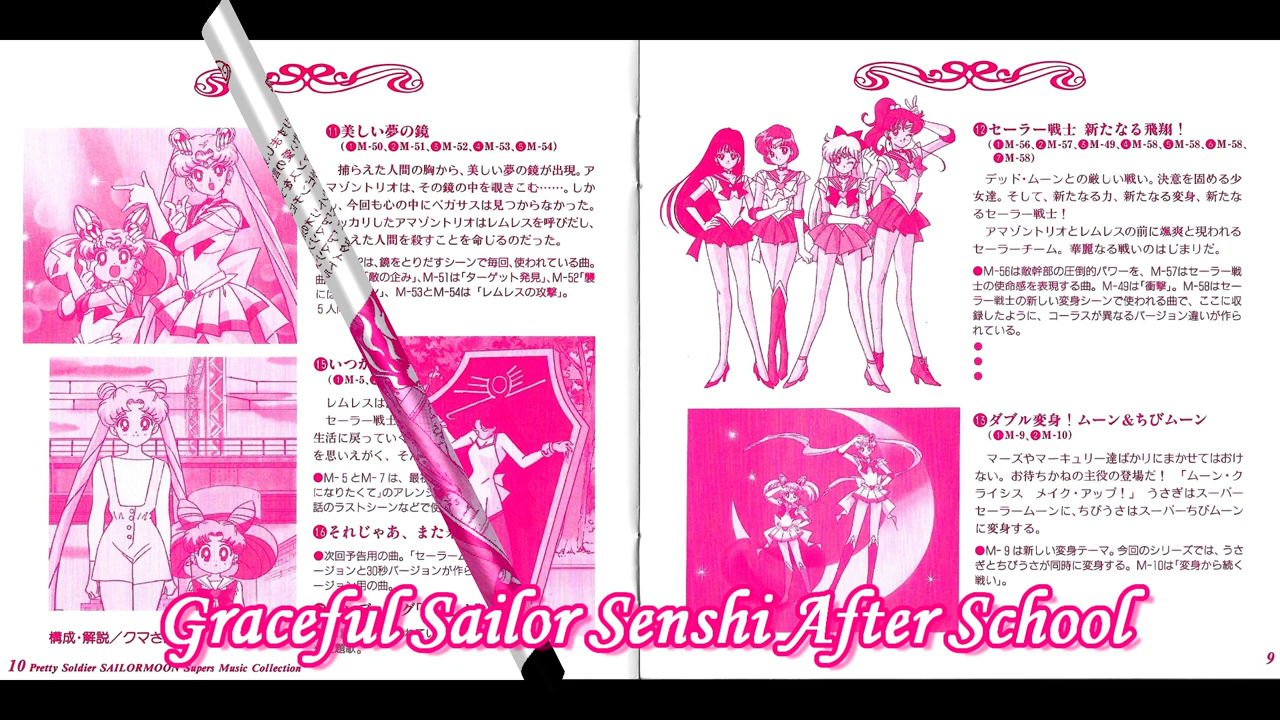 ⓫美しい夢の鏡
(❶M-50、❷M-51、❸M-52、❹M-53、❺M-54)
捕らえた人間の胸から、美しい夢の鏡が出現。ア
マゾントリオは、その鏡の中を覗きこむ……。しか
、今回も心の中にペガサスは見つからなかった。
カリしたアマゾントリオはレムレスを呼びだし、
えた人間を殺すことを命じるのだった。
は、鏡をとりだすシーンで毎回、使われている曲。
「敵の企み」、M-51は「ターゲット発見」、M-52「襲
」、M-53とM-54は「レムレスの攻撃」。
5人
⓯いつか
(❶M-5、
レムレスは
セーラー戦士
生活に戻ってい
を思いえがく、そん
●M-5とM-7は、最
になりたくて」のアレン
話のラストシーンなどで使
⓰それじゃあ、また
●次回予告用の曲。「セーラー
ージョンと30秒バージョンが作ら
ージョン用の曲。
題歌。
構成・解説／クマさ
10 Pretty Soldier SAILORMOON Supers Music Collection
⓬セーラー戦士 新たなる飛翔！
(❶M-56、❷M-57、❸M-49、❹M-58、❺M-58、❻M-58、
❼M-58)
デッド・ムーンとの厳しい戦い。決意を固める少
女達。そして、新たなる力、新たなる変身、新たな
るセーラー戦士！
アマゾントリオとレムレスの前に颯爽と現われる
セーラーチーム。華麗なる戦いのはじまりだ。
●M-56は敵幹部の圧倒的パワーを、M-57はセーラー戦
士の使命感を表現する曲。M-49は「衝撃」。M-58はセー
ラー戦士の新しい変身シーンで使われる曲で、ここに収
録したように、コーラスが異なるバージョン違いが作ら
れている。
⓭ダブル変身！ムーン＆ちびムーン
(❶M-9、❷M-10)
マーズやマーキュリー達ばかりにまかせてはおけ
ない。お待ちかねの主役の登場だ！ 「ムーン・ク
ライシス メイク・アップ！」 うさぎはスーパー
セーラームーンに、ちびうさはスーパーちびムーン
に変身する。
●M-9は新しい変身テーマ。今回のシリーズでは、うさ
ぎとちびうさが同時に変身する。M-10は「変身から続く
戦い」。
9
Graceful Sailor Senshi After School